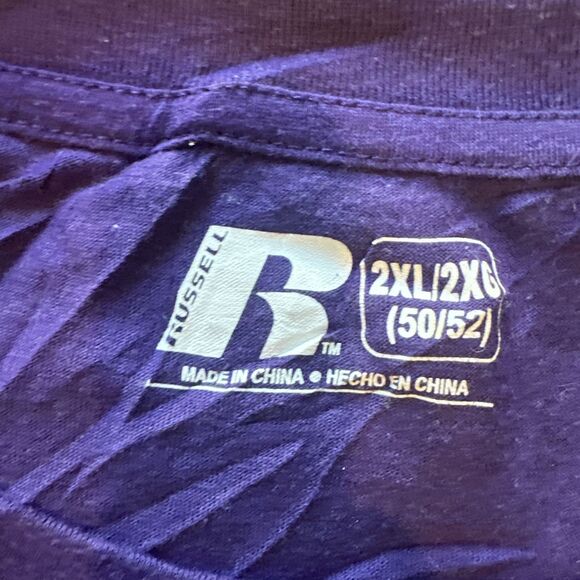 RUSSELL
R
TM
2XL/2XG
(50/52)
MADE IN CHINA • HECHO EN CHINA